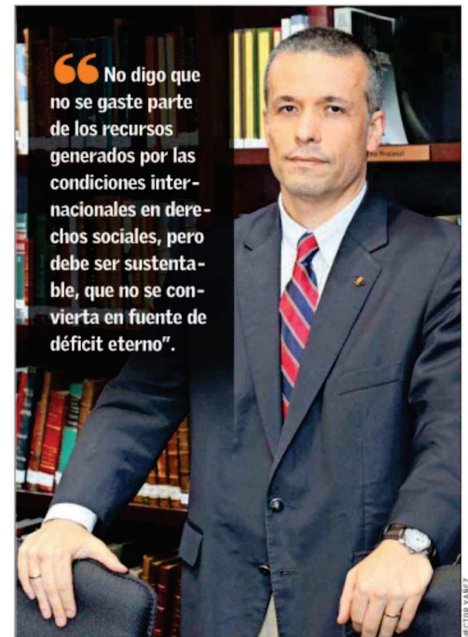 “ No digo que
no se gaste parte
de los recursos
generados por las
condiciones inter-
nacionales en dere-
chos sociales, pero
debe ser sustenta-
ble, que no se con-
vierta en fuente de
déficit eterno”.